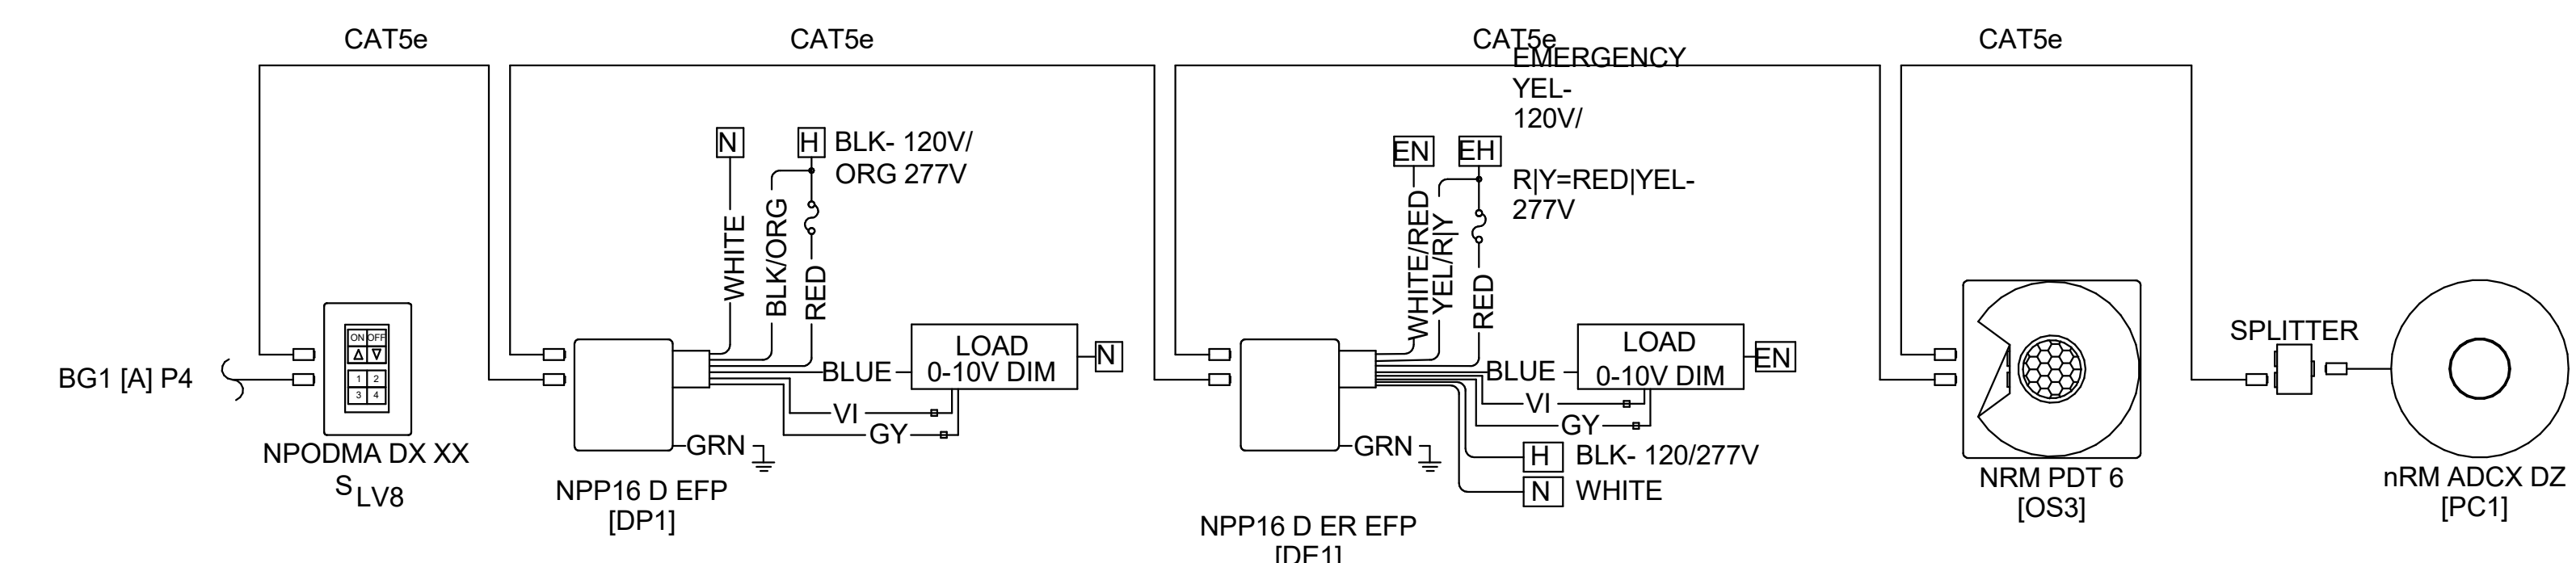 CAT5e
CAT5e
CAT5e
CAT5e
EMERGENCY
YEL-
120V/
R|Y=RED|YEL-
277V
N
H
BLK- 120V/
ORG 277V
EN
EH
WHITE
BLK/ORG
RED
WHITE/RED
YEL/R|Y
RED
BG1 [A] P4
ON OFF
1 2
3 4
NPODMA DX XX
S LV8
BLUE
LOAD
0-10V DIM
N
VI
GY
GRN
NPP16 D EFP
[DP1]
BLUE
LOAD
0-10V DIM
EN
VI
GY
GRN
H BLK- 120/277V
N WHITE
NPP16 D ER EFP
NRM PDT 6
[OS3]
SPLITTER
nRM ADCX DZ
[PC1]